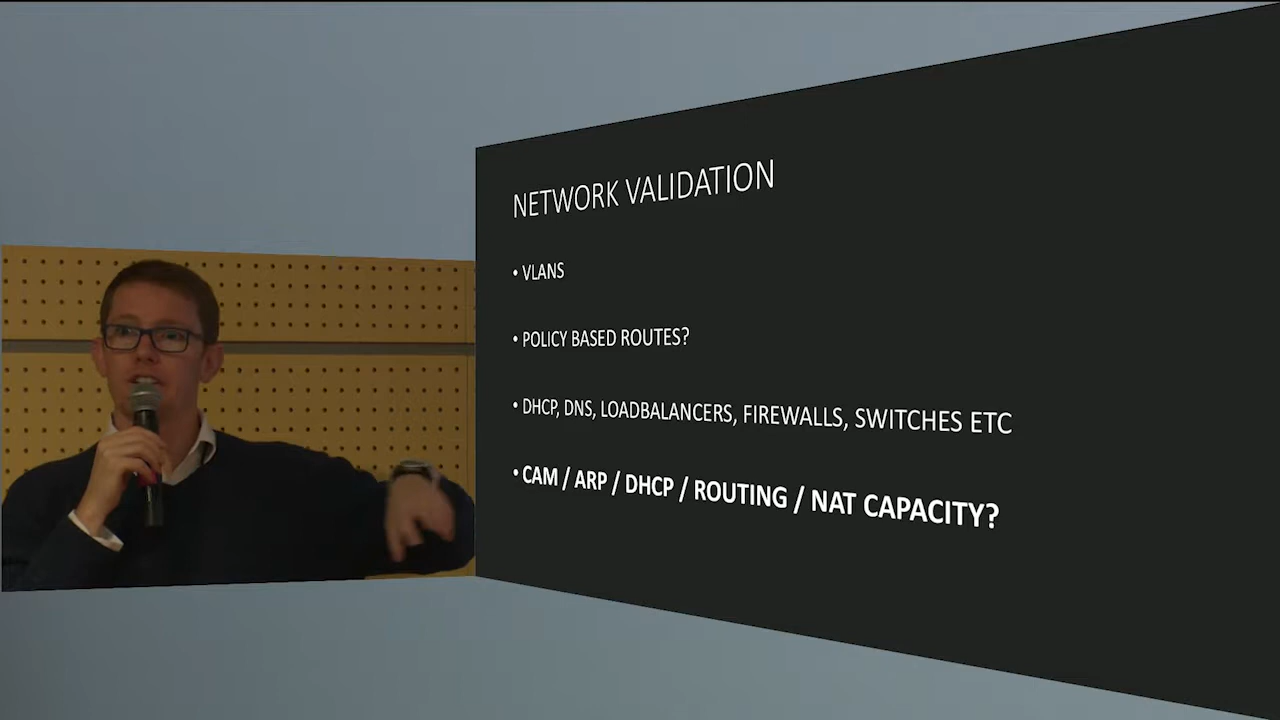 NETWORK VALIDATION
• VLANS
• POLICY BASED ROUTES?
• DHCP, DNS, LOADBALANCERS, FIREWALLS, SWITCHES ETC
• CAM / ARP / DHCP / ROUTING / NAT CAPACITY?